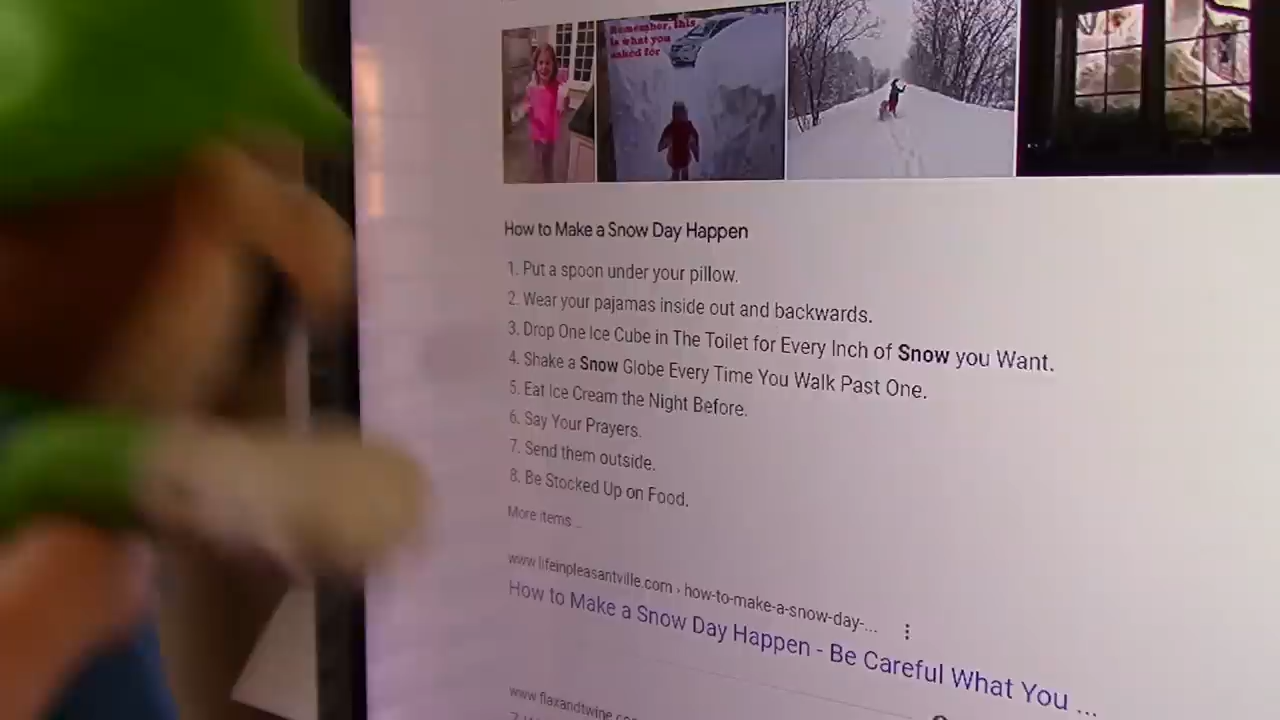 Remember, this
is what you
asked for
How to Make a Snow Day Happen
1. Put a spoon under your pillow.
2. Wear your pajamas inside out and backwards.
3. Drop One Ice Cube in The Toilet for Every Inch of Snow you Want.
4. Shake a Snow Globe Every Time You Walk Past One.
5. Eat Ice Cream the Night Before.
6. Say Your Prayers.
7. Send them outside.
8. Be Stocked Up on Food.
More items...
www.lifeinpleasantville.com › how-to-make-a-snow-day-...
How to Make a Snow Day Happen - Be Careful What You ...
www.flaxandtwine.co